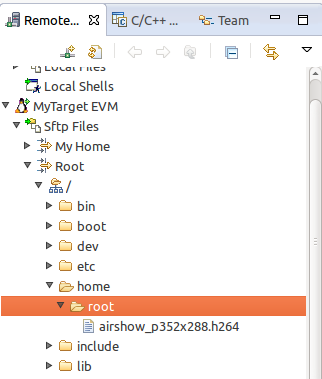 Remote... C/C++ ... Team
Local Files
Local Shells
MyTarget EVM
Sftp Files
My Home
Root
/
bin
boot
dev
etc
home
root
airshow_p352x288.h264
include
lib